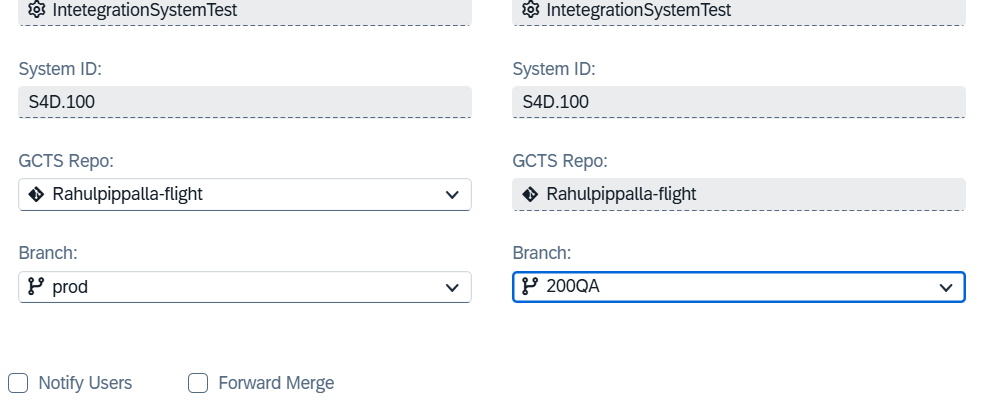 IntetegrationSystemTest IntetegrationSystemTest
System ID: System ID:
S4D.100 S4D.100
GCTS Repo: GCTS Repo:
Rahulpippalla-flight Rahulpippalla-flight
Branch: Branch:
prod 200QA
Notify Users Forward Merge